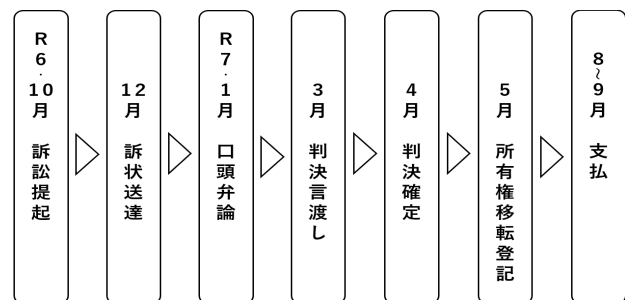 R6・10月 訴訟提起
12月 訴状送達
R7・1月 口頭弁論
3月 判決言渡し
4月 判決確定
5月 所有権移転登記
8~9月 支払